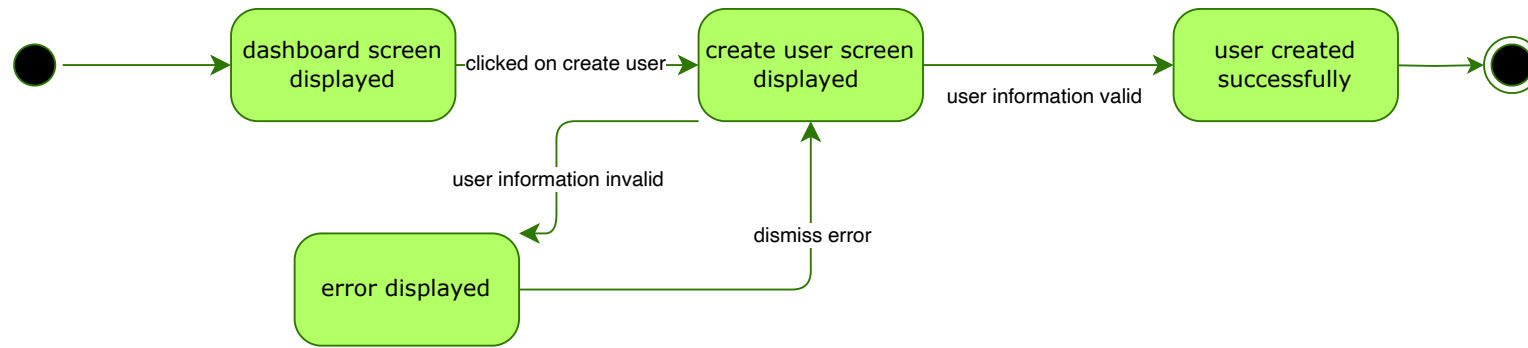 dashboard screen
displayed
clicked on create user
create user screen
displayed
user information valid
user created
successfully
user information invalid
dismiss error
error displayed